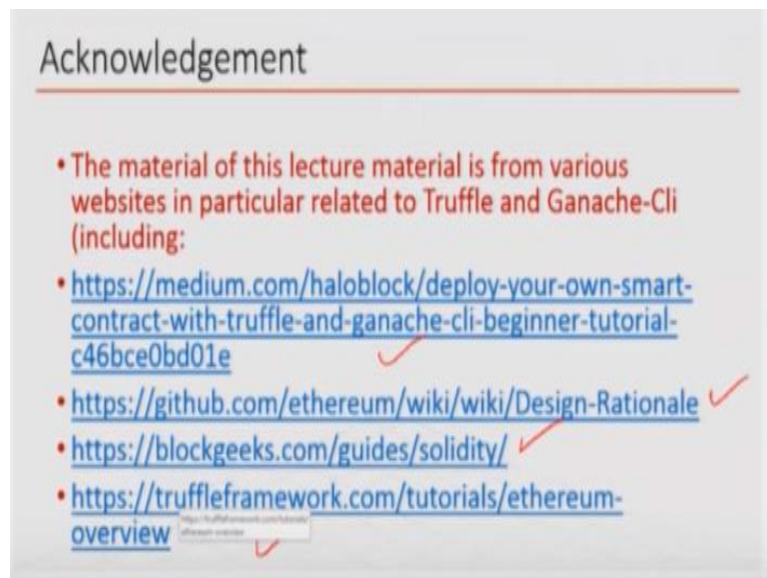 Acknowledgement
• The material of this lecture material is from various
websites in particular related to Truffle and Ganache-Cli
(including:
• https://medium.com/haloblock/deploy-your-own-smart-
contract-with-truffle-and-ganache-cli-beginner-tutorial-
c46bce0bd01e
• https://github.com/ethereum/wiki/wiki/Design-Rationale
• https://blockgeeks.com/guides/solidity/
• https://truffleframework.com/tutorials/ethereum-
overview